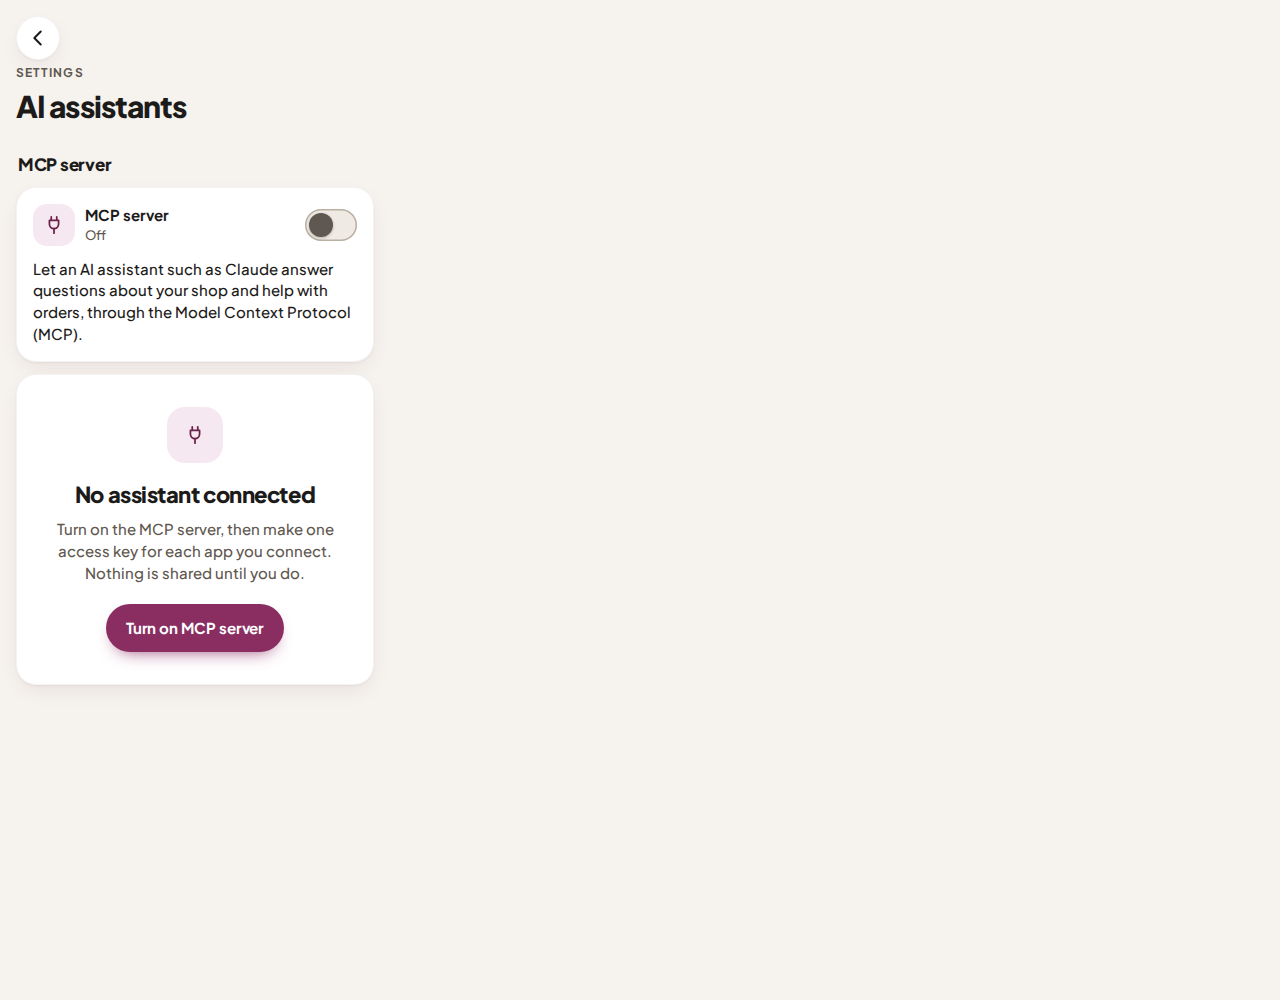 SETTINGS
AI assistants
MCP server
MCP server
Off
Let an AI assistant such as Claude answer
questions about your shop and help with
orders, through the Model Context Protocol
(MCP).
No assistant connected
Turn on the MCP server, then make one
access key for each app you connect.
Nothing is shared until you do.
Turn on MCP server